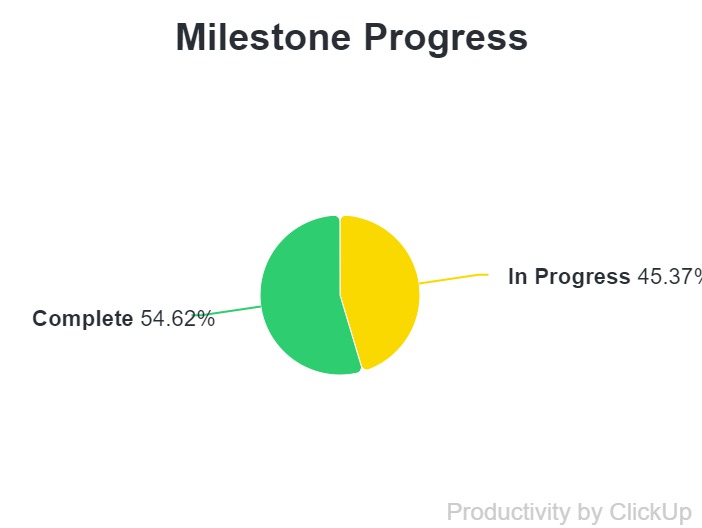 Milestone Progress
In Progress 45.37%
Complete 54.62%
Productivity by ClickUp